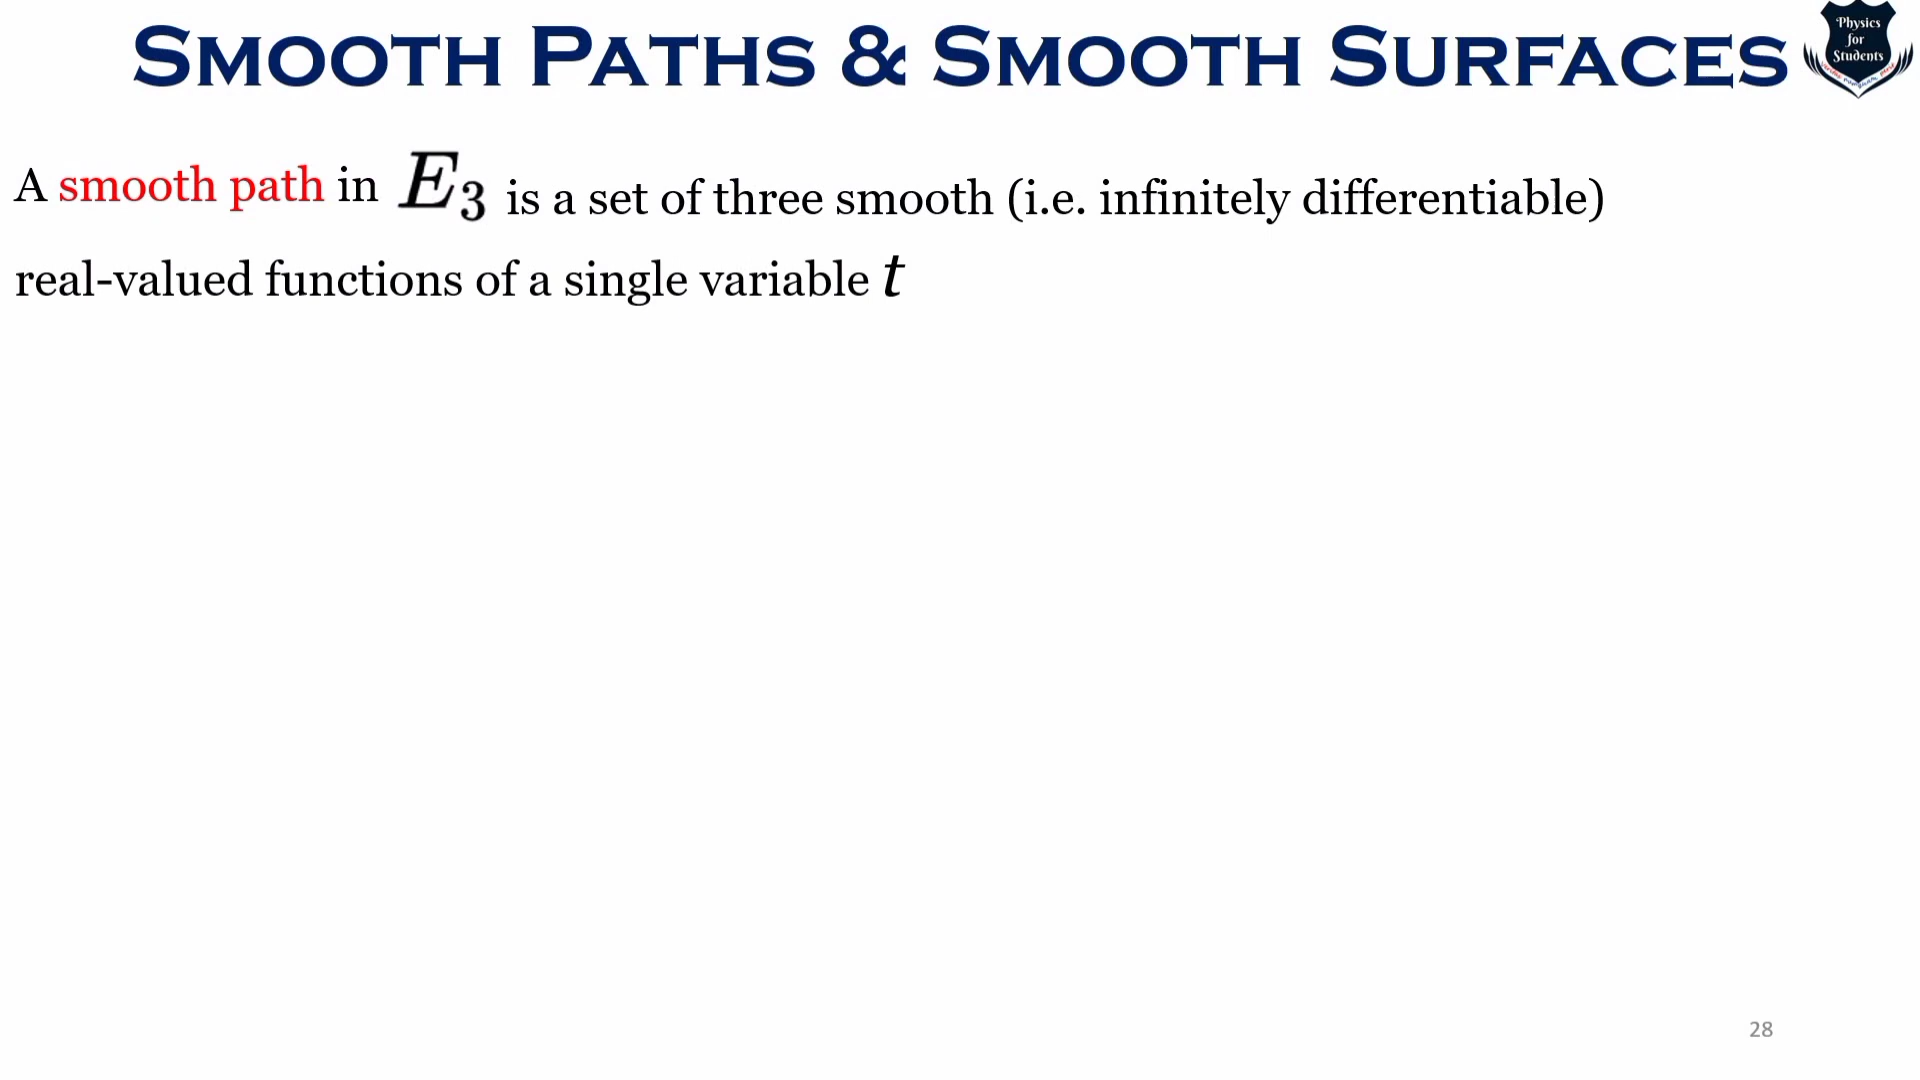 SMOOTH PATHS & SMOOTH SURFACES
Physics
for
Students
A smooth path in E₃ is a set of three smooth (i.e. infinitely differentiable)
real-valued functions of a single variable t
28